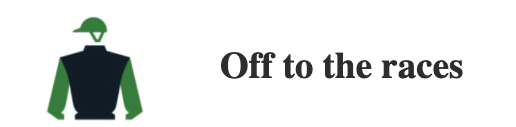 Off to the races